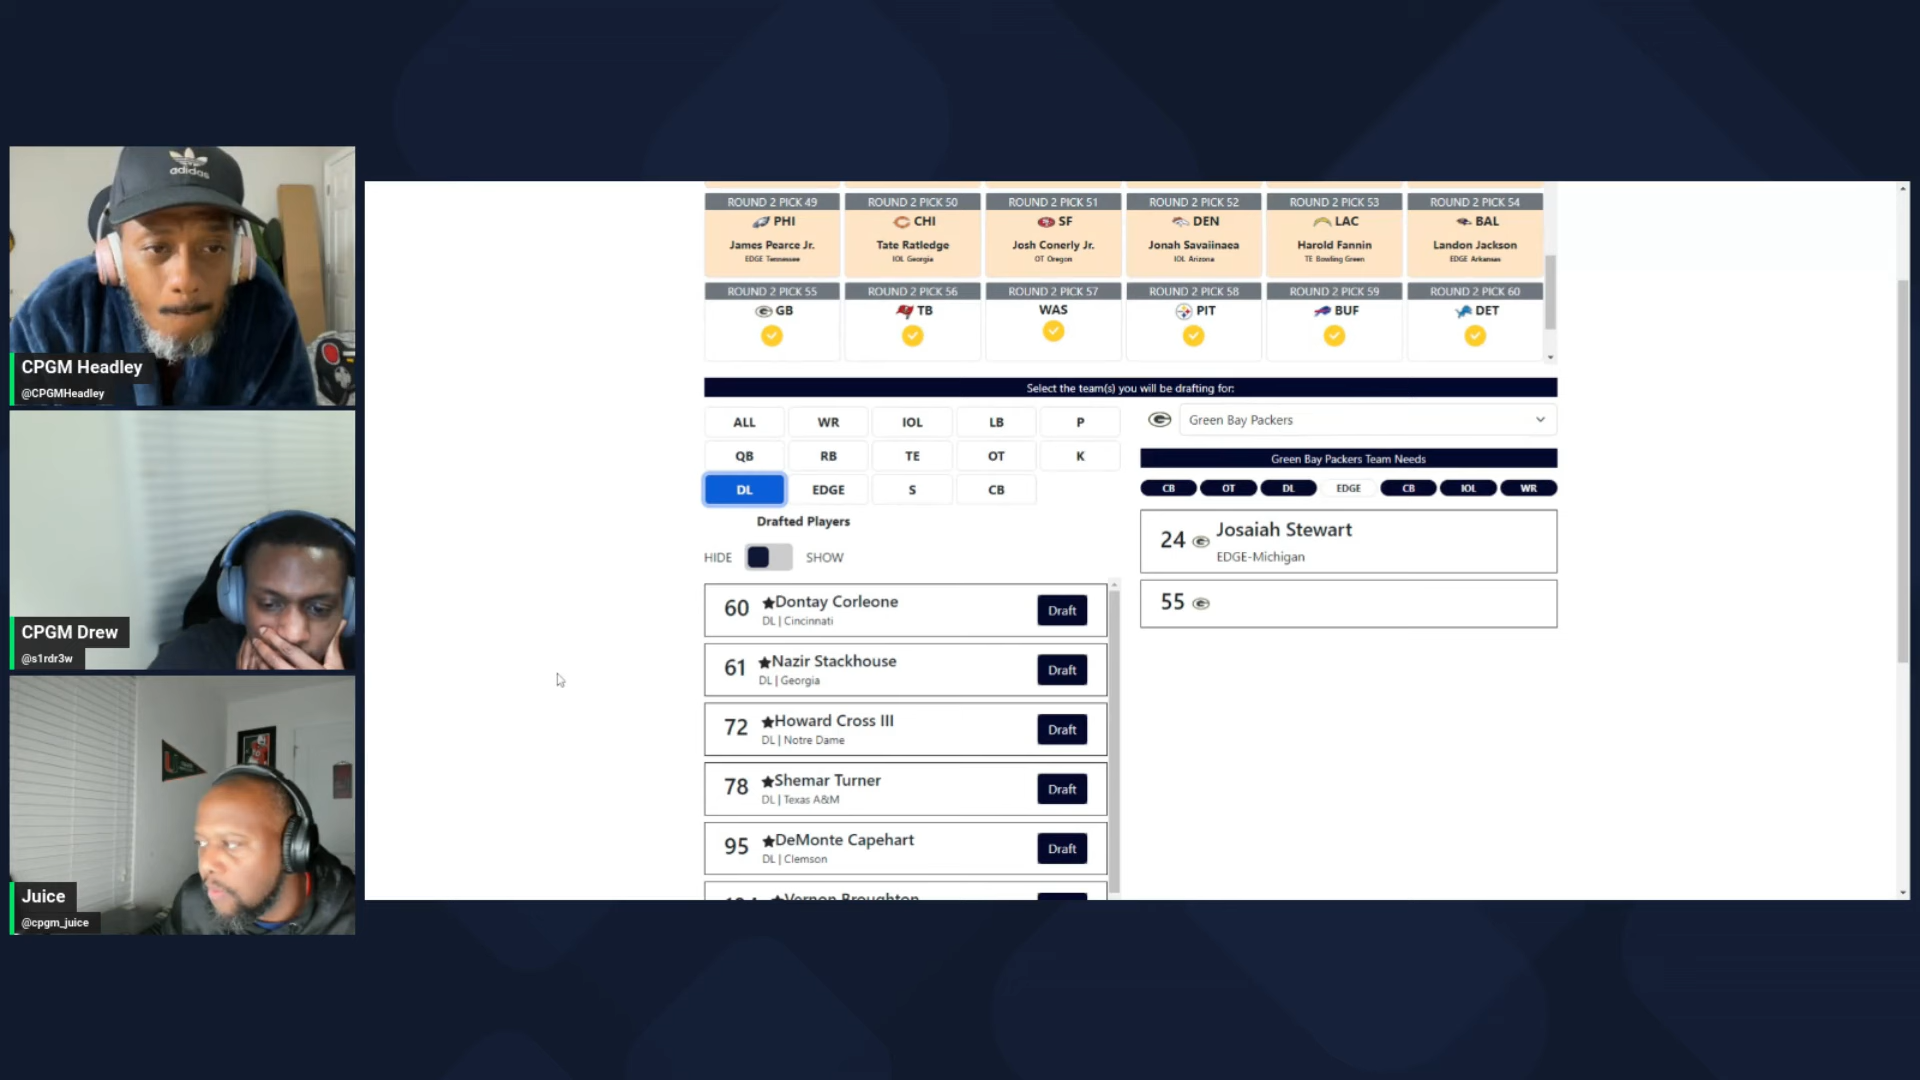 adidas
CPGM Headley
@CPGMHeadley
CPGM Drew
@s1rdr3w
Juice
@cpgm_juice
ROUND 2 PICK 49
PHI
James Pearce Jr.
EDGE Tennessee
ROUND 2 PICK 50
CHI
Tate Ratledge
IOL Georgia
ROUND 2 PICK 51
SF
Josh Conerly Jr.
OT Oregon
ROUND 2 PICK 52
DEN
Jonah Savaiinaea
IOL Arizona
ROUND 2 PICK 53
LAC
Harold Fannin
TE Bowling Green
ROUND 2 PICK 54
BAL
Landon Jackson
EDGE Arkansas
ROUND 2 PICK 55
GB
ROUND 2 PICK 56
TB
ROUND 2 PICK 57
WAS
ROUND 2 PICK 58
PIT
ROUND 2 PICK 59
BUF
ROUND 2 PICK 60
DET
Select the team(s) you will be drafting for:
ALL WR IOL LB P
QB RB TE OT K
DL EDGE S CB
Drafted Players
HIDE SHOW
60 ★Dontay Corleone
DL | Cincinnati
Draft
61 ★Nazir Stackhouse
DL | Georgia
Draft
72 ★Howard Cross III
DL | Notre Dame
Draft
78 ★Shemar Turner
DL | Texas A&M
Draft
95 ★DeMonte Capehart
DL | Clemson
Draft
★Vernon Broughton
Green Bay Packers
Green Bay Packers Team Needs
CB OT DL EDGE CB IOL WR
24 Josaiah Stewart
EDGE-Michigan
55